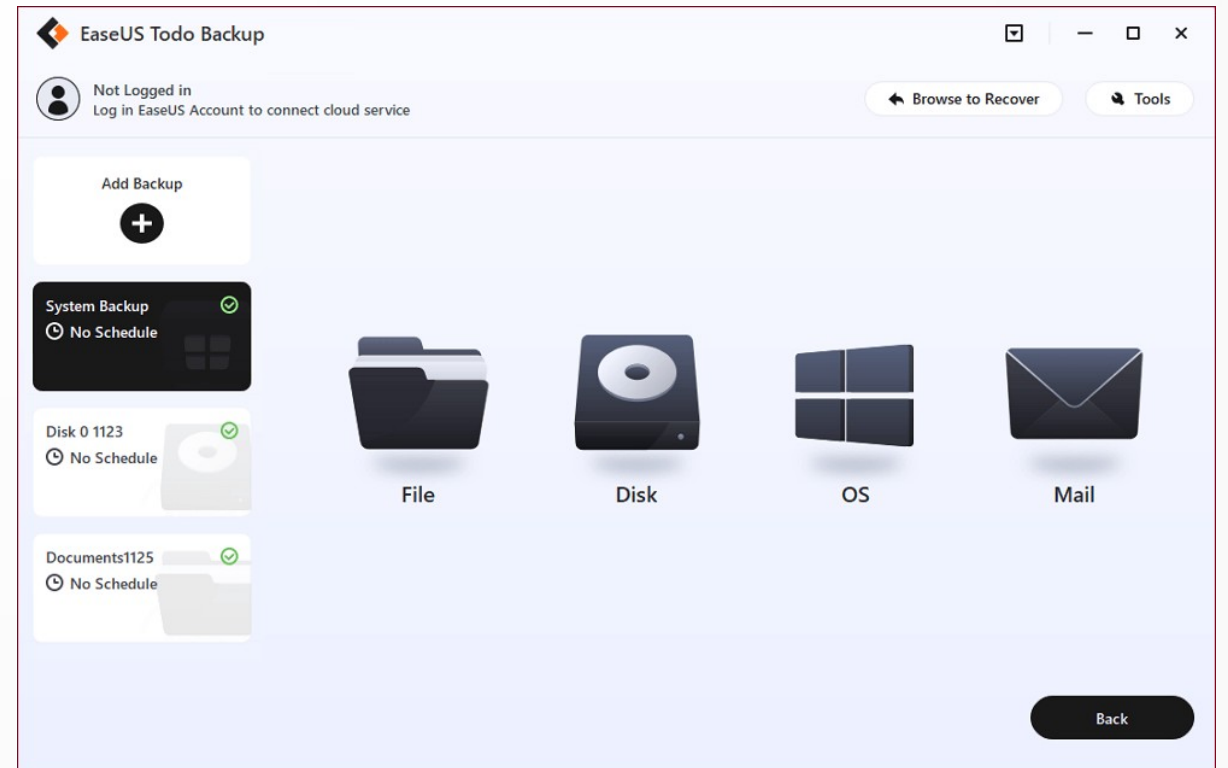 EaseUS Todo Backup
Not Logged in
Log in EaseUS Account to connect cloud service
Browse to Recover
Tools
Add Backup
System Backup
No Schedule
Disk 0 1123
No Schedule
Documents1125
No Schedule
File
Disk
OS
Mail
Back